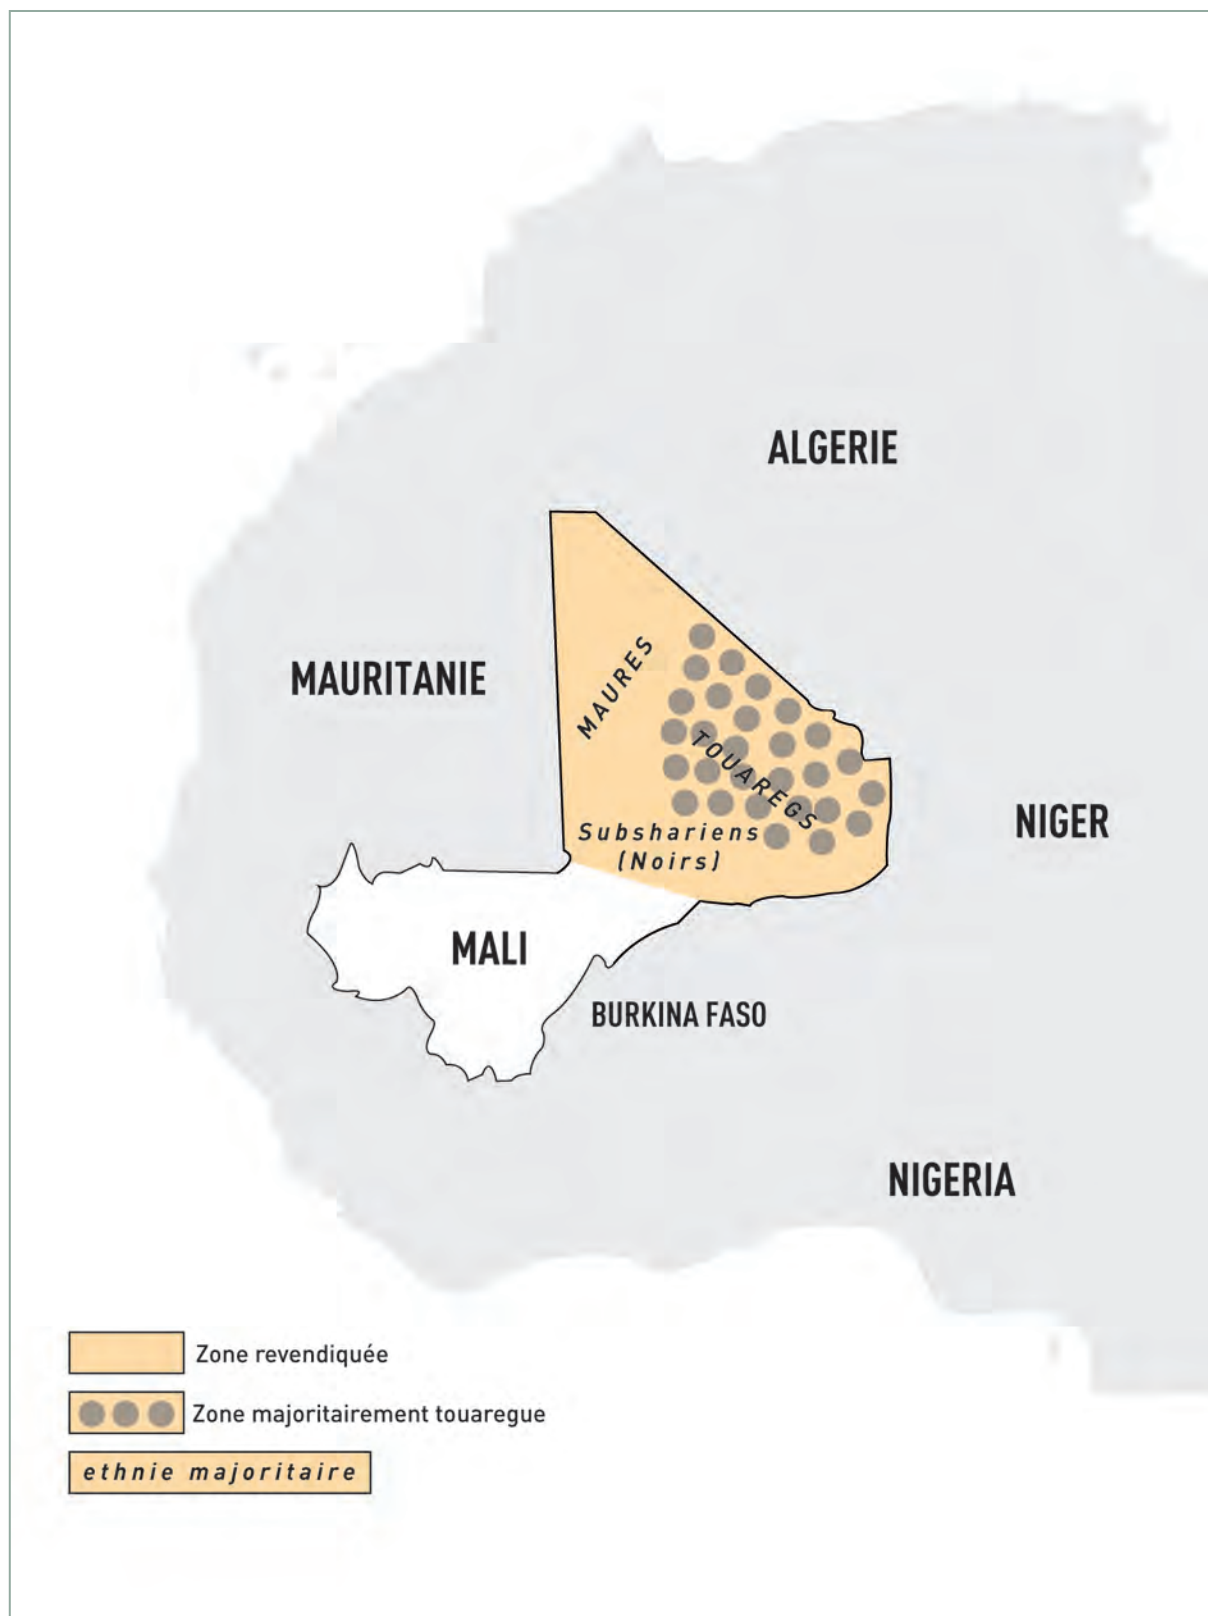 ALGERIE
MAURITANIE
MAURES
TOUAREGS
NIGER
Subshariens
(Noirs)
MALI
BURKINA FASO
NIGERIA
Zone revendiquée
Zone majoritairement touaregue
ethnie majoritaire